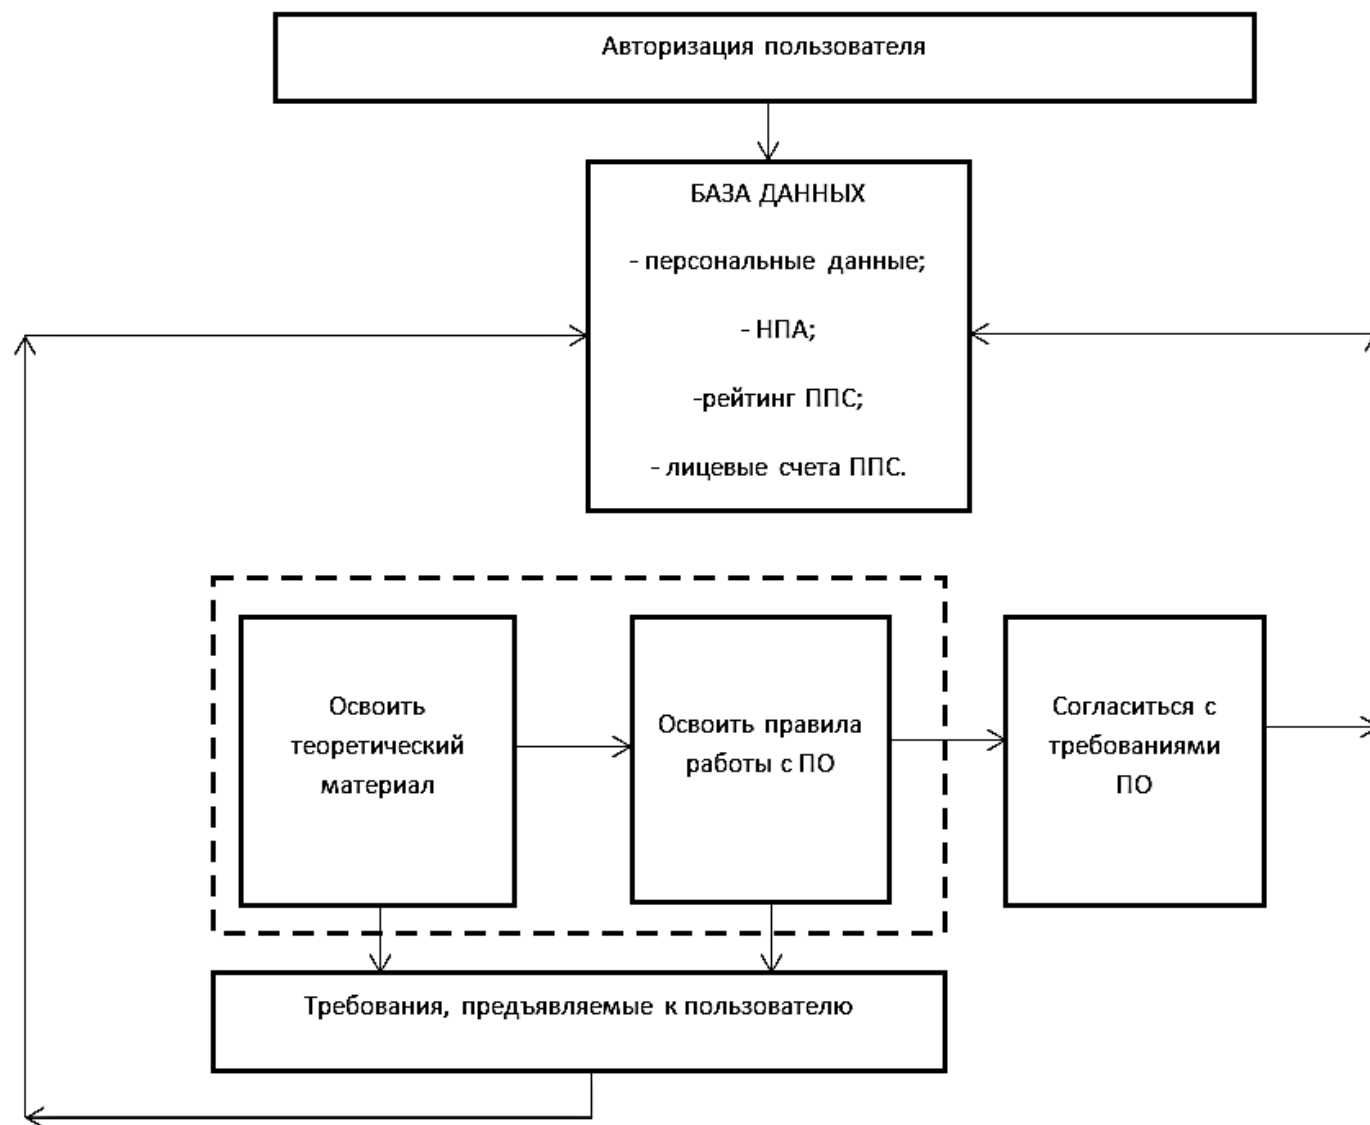 Авторизация пользователя
БАЗА ДАННЫХ
- персональные данные;
- НПА;
-рейтинг ППС;
- лицевые счета ППС.
Освоить
теоретический
материал
Освоить правила
работы с ПО
Согласиться с
требованиями
ПО
Требования, предъявляемые к пользователю